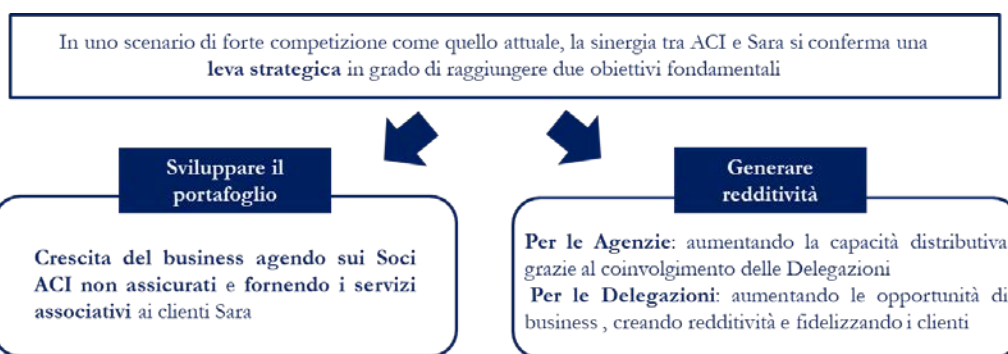 In uno scenario di forte competizione come quello attuale, la sinergia tra ACI e Sara si conferma una
leva strategica in grado di raggiungere due obiettivi fondamentali
Sviluppare il
portafoglio
Crescita del business agendo sui Soci
ACI non assicurati e fornendo i servizi
associativi ai clienti Sara
Generare
redditività
Per le Agenzie: aumentando la capacità distributiva
grazie al coinvolgimento delle Delegazioni
Per le Delegazioni: aumentando le opportunità di
business , creando redditività e fidelizzando i clienti